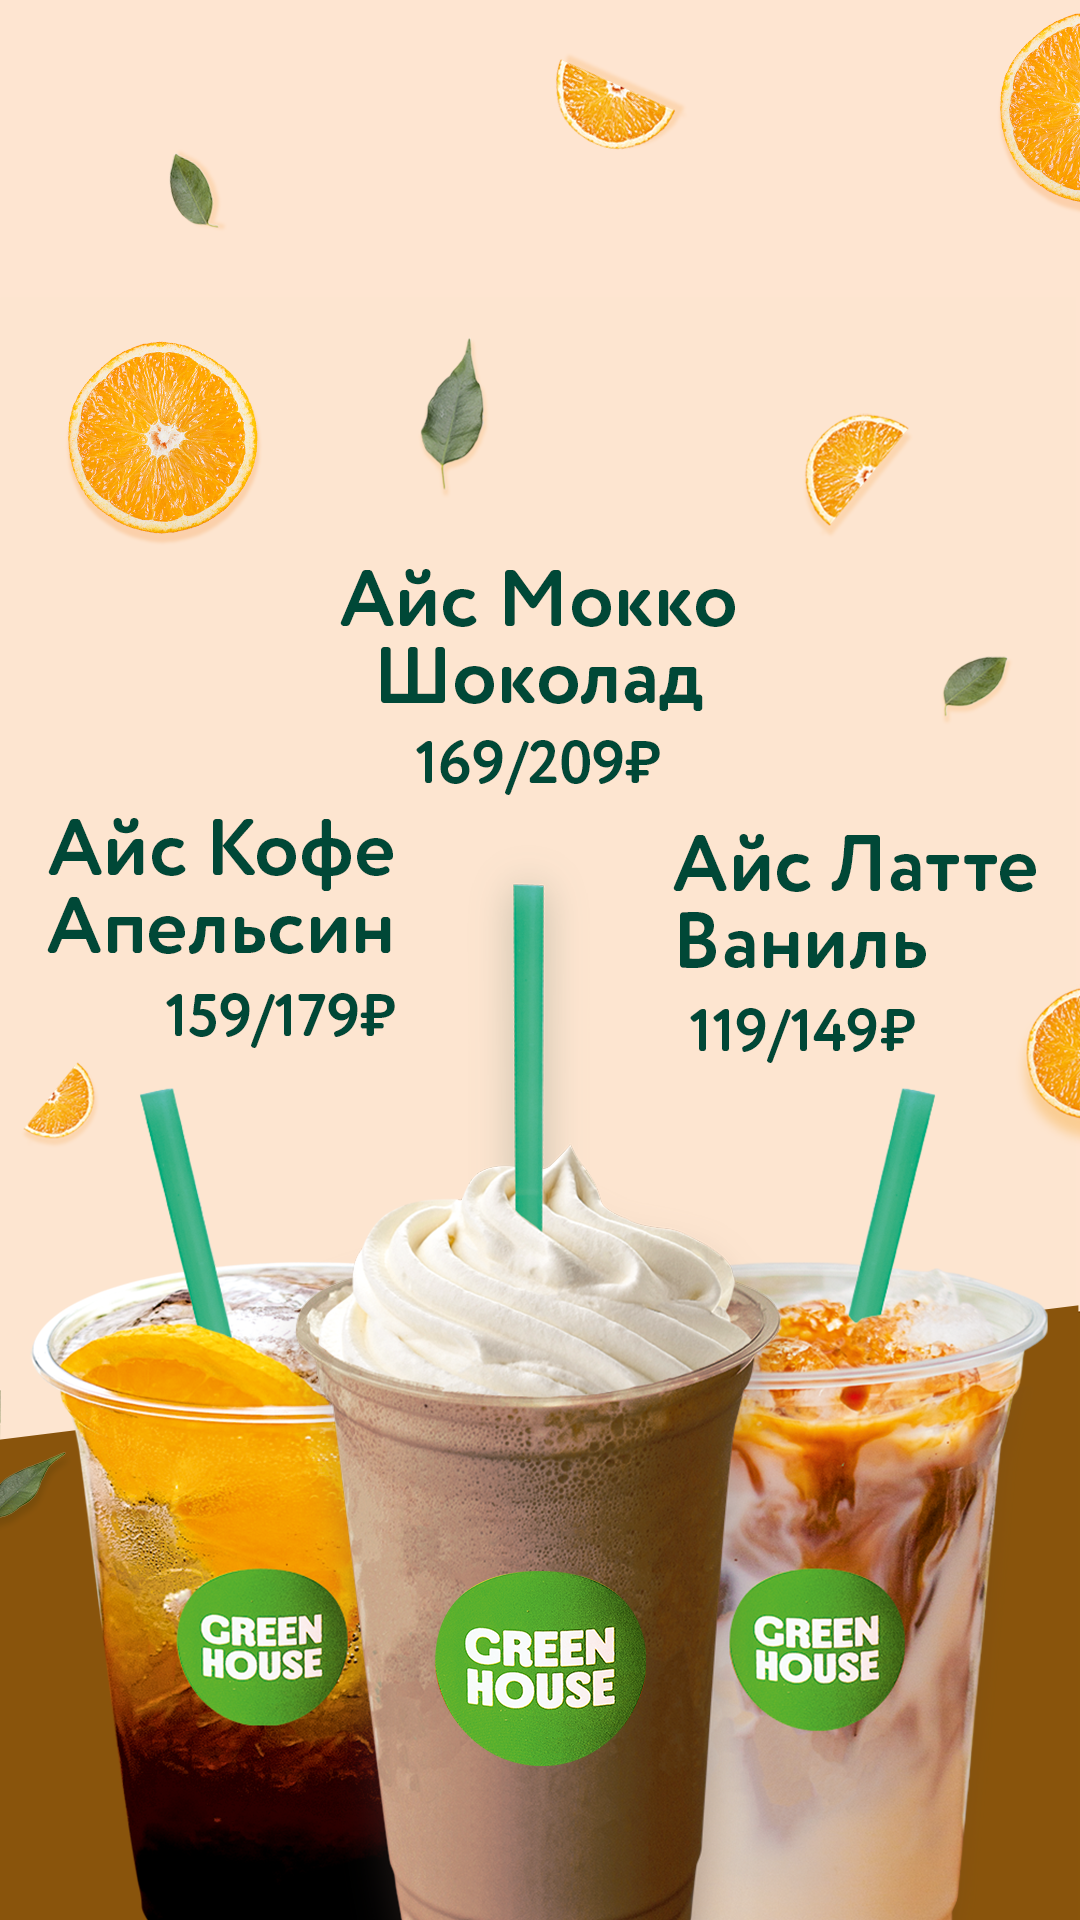 Айс Мокко
Шоколад
169/209₽
Айс Кофе
Апельсин
159/179₽
Айс Латте
Ваниль
119/149₽
GREEN
HOUSE
GREEN
HOUSE
GREEN
HOUSE